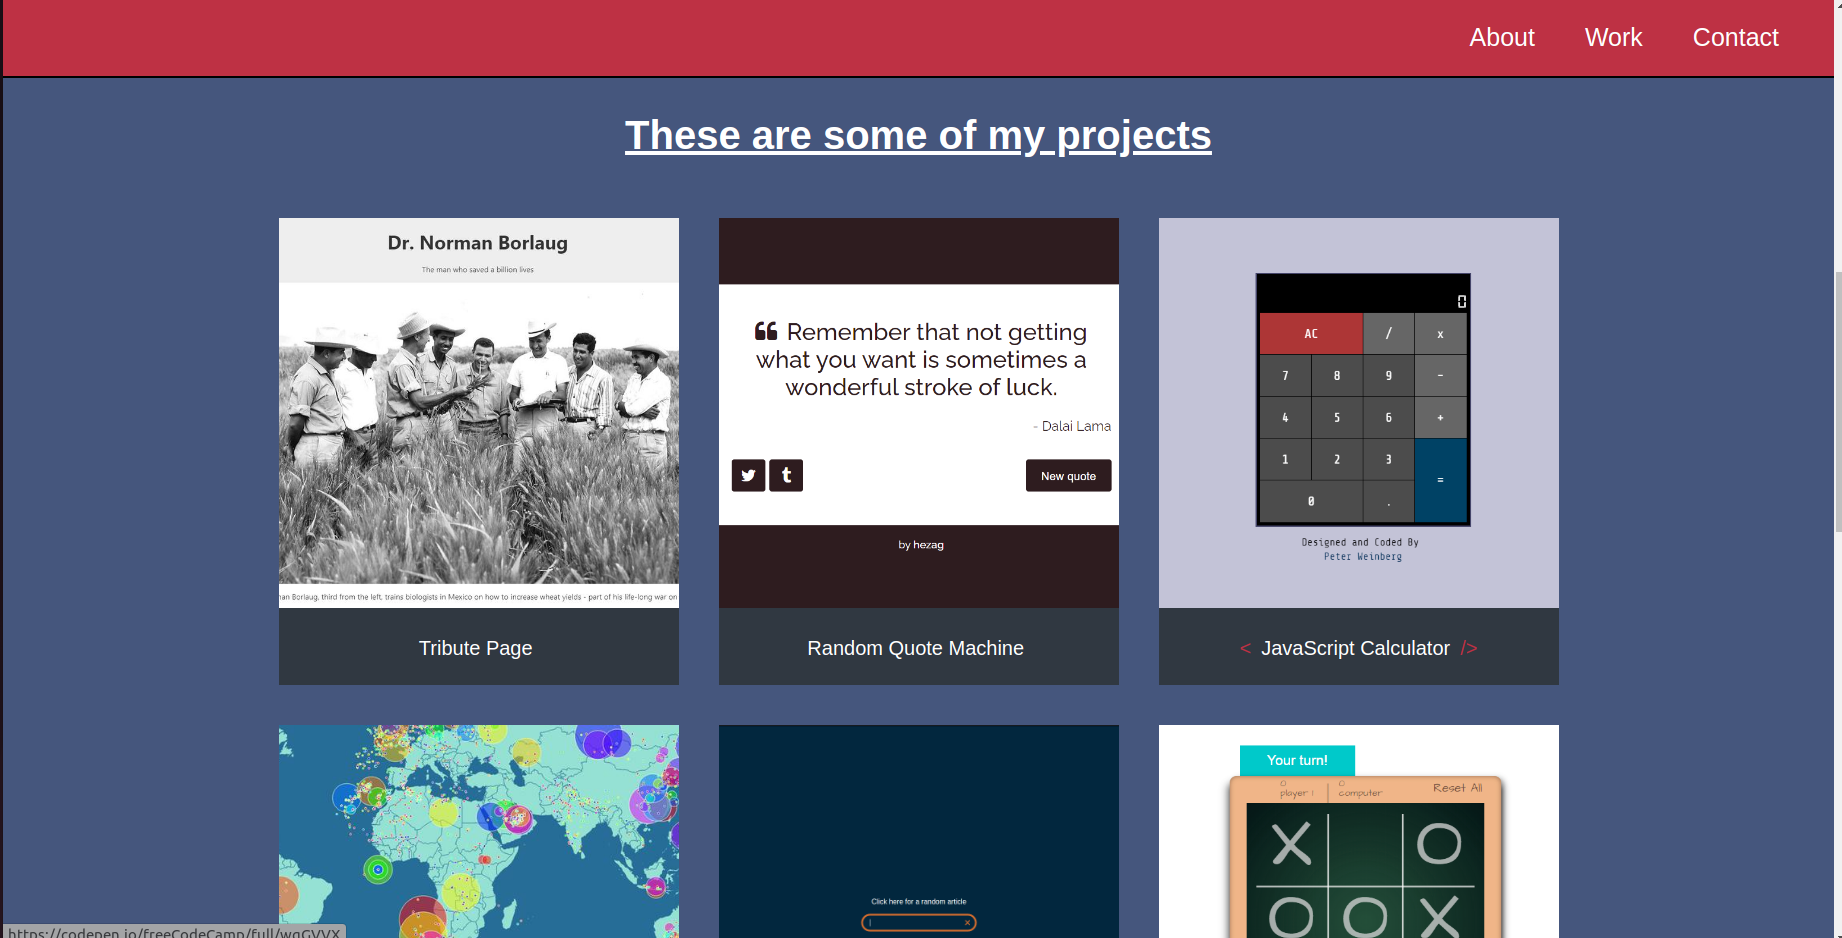 About Work Contact
These are some of my projects
Dr. Norman Borlaug
The man who saved a billion lives
Borlaug, third from the left, trains biologists in Mexico on how to increase wheat yields - part of his life-long war on
Tribute Page
Remember that not getting
what you want is sometimes a
wonderful stroke of luck.
- Dalai Lama
New quote
by hezag
Random Quote Machine
0
AC / x
7 8 9 -
4 5 6 +
1 2 3
=
0 .
Designed and Coded By
Peter Weinberg
< JavaScript Calculator />
Click here for a random article
Your turn!
0 0
player 1 computer Reset All
X O
O O X
https://codepen.io/freeCodeCamp/full/wqGVVX